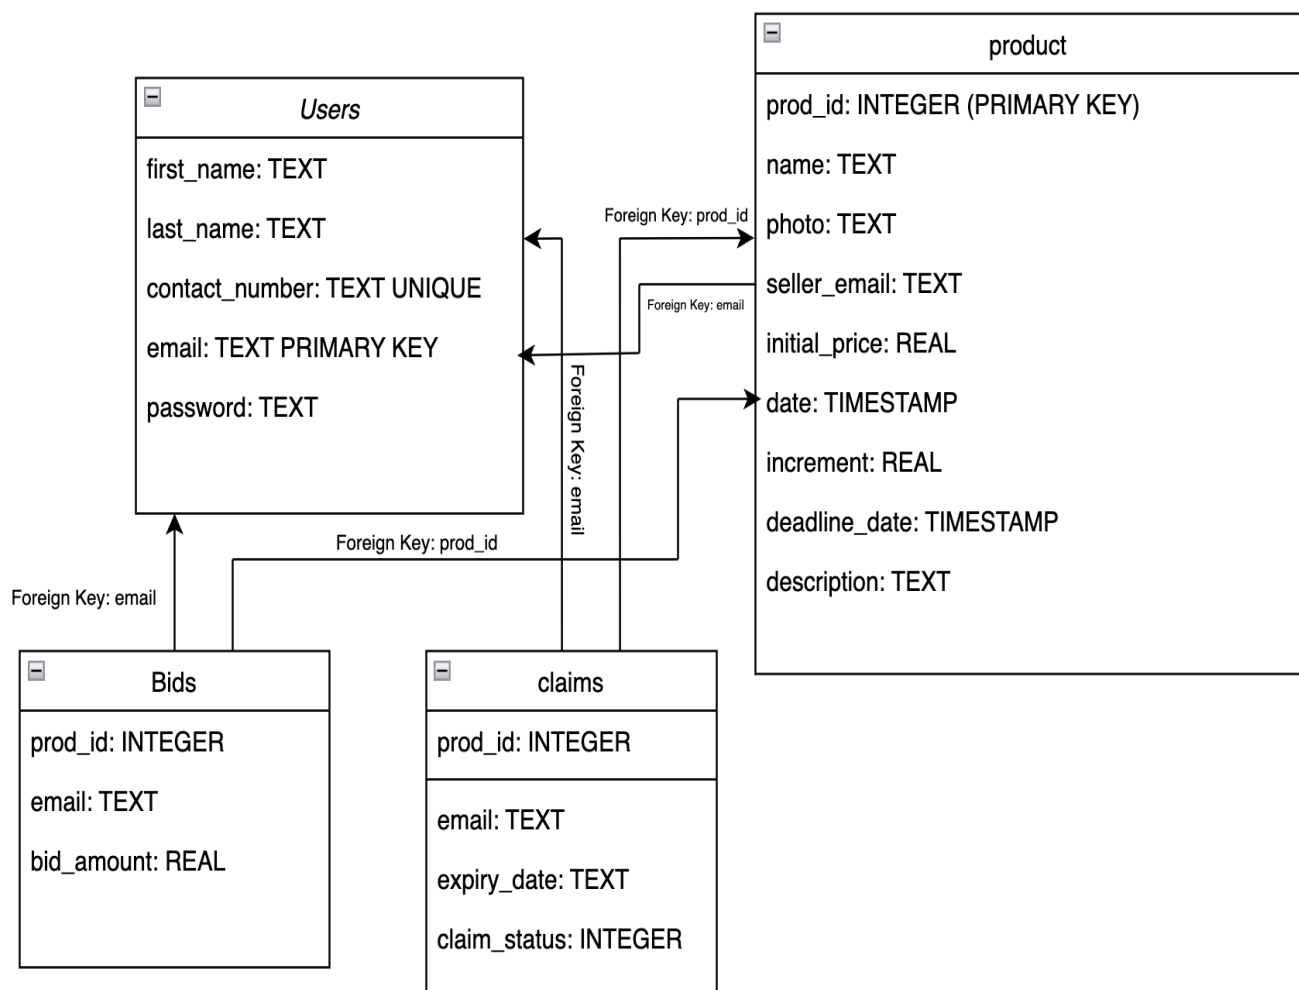 Users
first_name: TEXT
last_name: TEXT
contact_number: TEXT UNIQUE
email: TEXT PRIMARY KEY
password: TEXT
product
prod_id: INTEGER (PRIMARY KEY)
name: TEXT
photo: TEXT
seller_email: TEXT
initial_price: REAL
date: TIMESTAMP
increment: REAL
deadline_date: TIMESTAMP
description: TEXT
Foreign Key: prod_id
Foreign Key: email
Foreign Key: email
Foreign Key: prod_id
Foreign Key: email
Bids
prod_id: INTEGER
email: TEXT
bid_amount: REAL
claims
prod_id: INTEGER
email: TEXT
expiry_date: TEXT
claim_status: INTEGER